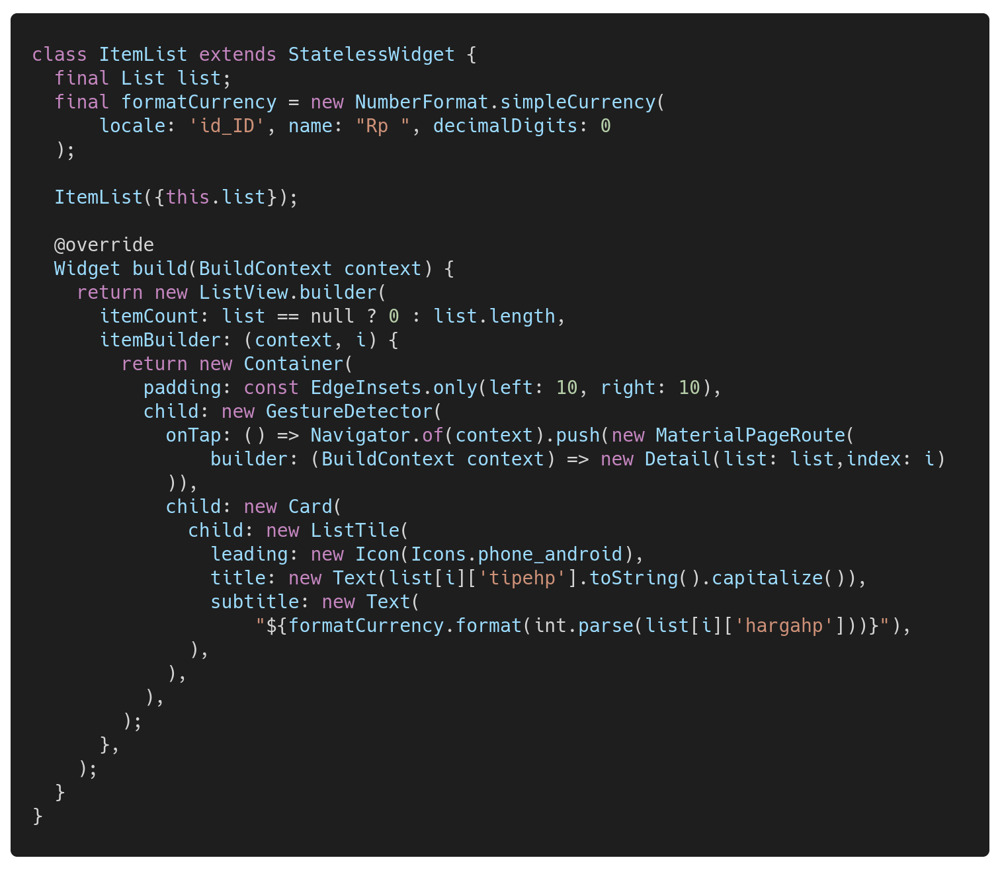 class ItemList extends StatelessWidget {
  final List list;
  final formatCurrency = new NumberFormat.simpleCurrency(
      locale: 'id_ID', name: "Rp ", decimalDigits: 0
  );

  ItemList({this.list});

  @override
  Widget build(BuildContext context) {
    return new ListView.builder(
      itemCount: list == null ? 0 : list.length,
      itemBuilder: (context, i) {
        return new Container(
          padding: const EdgeInsets.only(left: 10, right: 10),
          child: new GestureDetector(
            onTap: () => Navigator.of(context).push(new MaterialPageRoute(
                builder: (BuildContext context) => new Detail(list: list,index: i)
            )),
            child: new Card(
              child: new ListTile(
                leading: new Icon(Icons.phone_android),
                title: new Text(list[i]['tipehp'].toString().capitalize()),
                subtitle: new Text(
                    "${formatCurrency.format(int.parse(list[i]['hargahp']))}"),
              ),
            ),
          ),
        );
      },
    );
  }
}